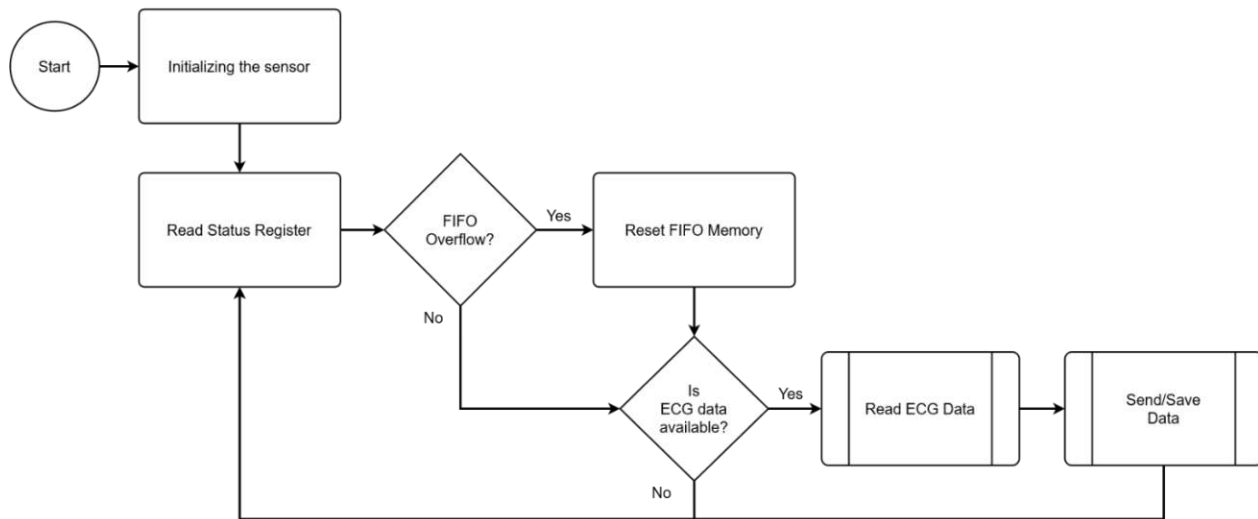 Start
Initializing the sensor
Read Status Register
FIFO
Overflow?
Yes
Reset FIFO Memory
No
Is
ECG data
available?
Yes
Read ECG Data
Send/Save
Data
No